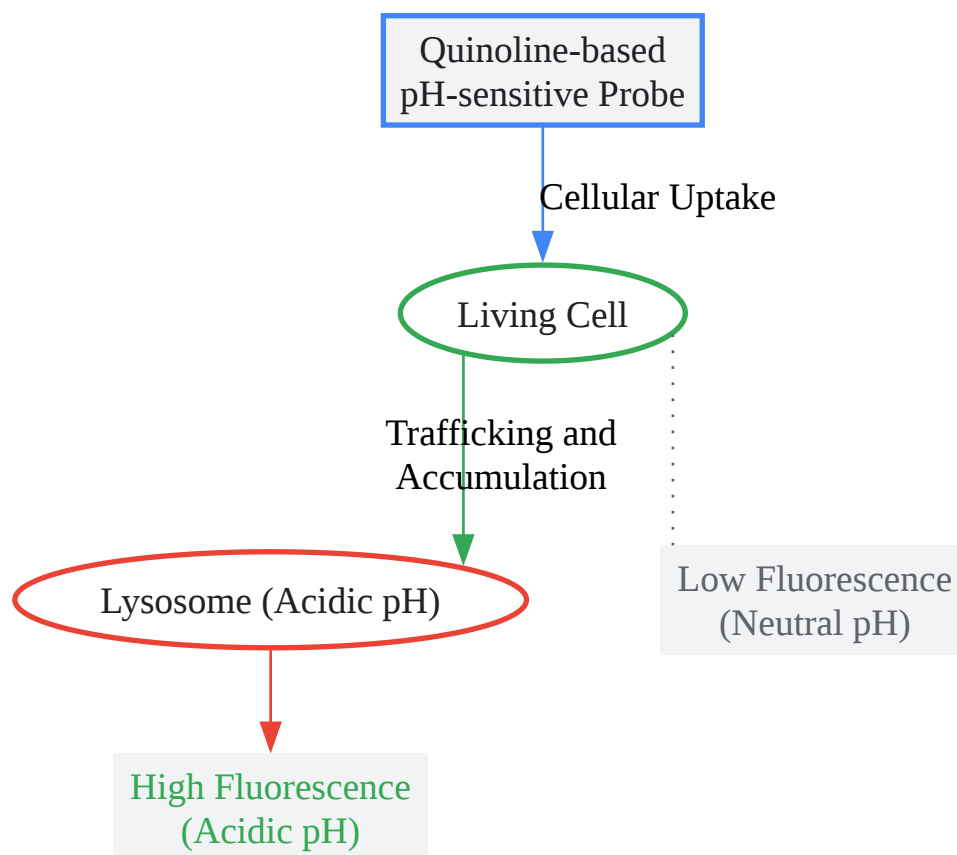 Quinoline-based
pH-sensitive Probe
Cellular Uptake
Living Cell
Trafficking and
Accumulation
Lysosome (Acidic pH)
Low Fluorescence
(Neutral pH)
High Fluorescence
(Acidic pH)